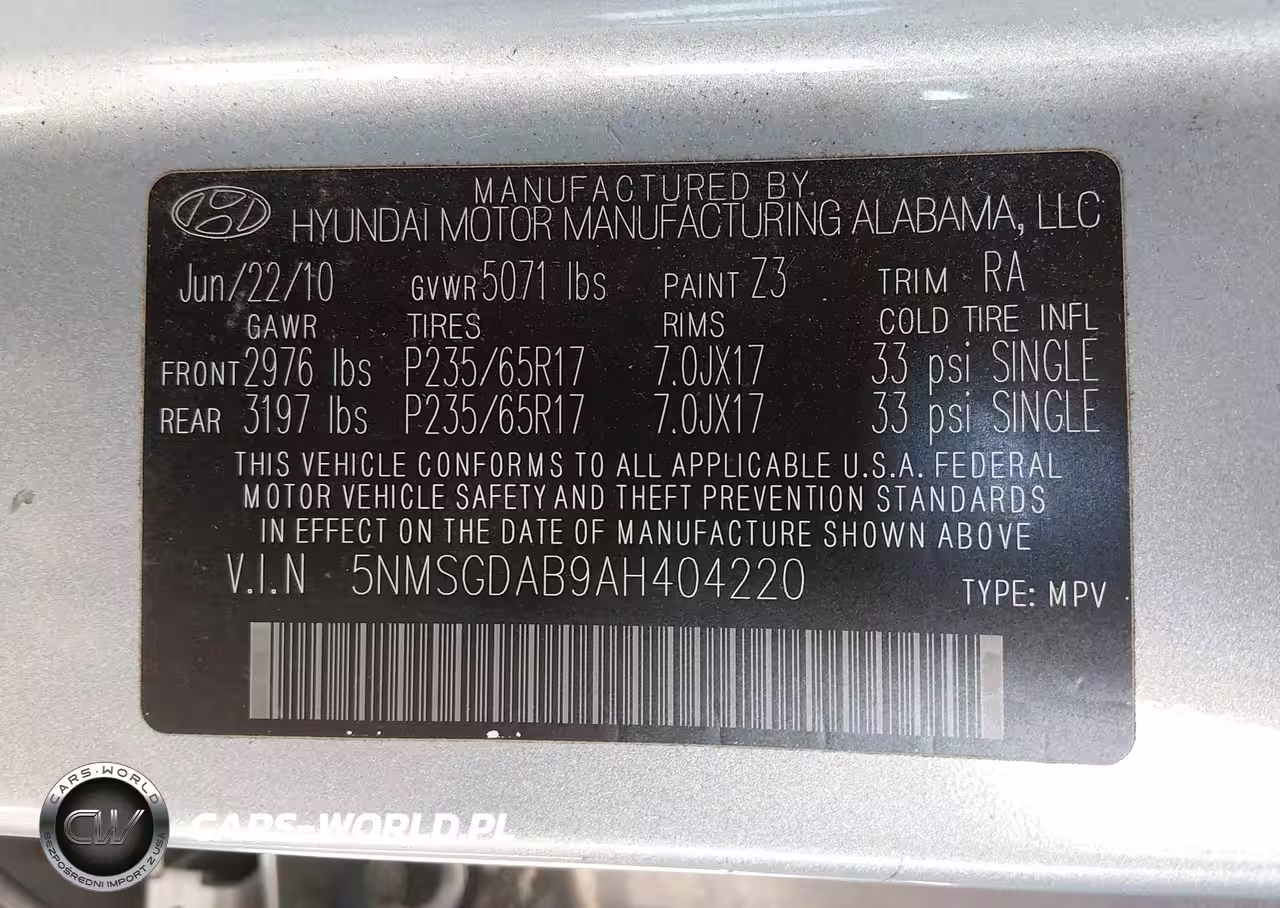 MANUFACTURED BY
HYUNDAI MOTOR MANUFACTURING ALABAMA, LLC
Jun/22/10 GVWR 5071 lbs PAINT Z3 TRIM RA
GAWR TIRES RIMS COLD TIRE INFL
FRONT 2976 lbs P235/65R17 7.0JX17 33 psi SINGLE
REAR 3197 lbs P235/65R17 7.0JX17 33 psi SINGLE
THIS VEHICLE CONFORMS TO ALL APPLICABLE U.S.A. FEDERAL
MOTOR VEHICLE SAFETY AND THEFT PREVENTION STANDARDS
IN EFFECT ON THE DATE OF MANUFACTURE SHOWN ABOVE
V.I.N 5NMSGDAB9AH404220 TYPE: MPV
CARS-WORLD
CW
BEZPOŚREDNI IMPORT Z USA
CARS-WORLD.PL